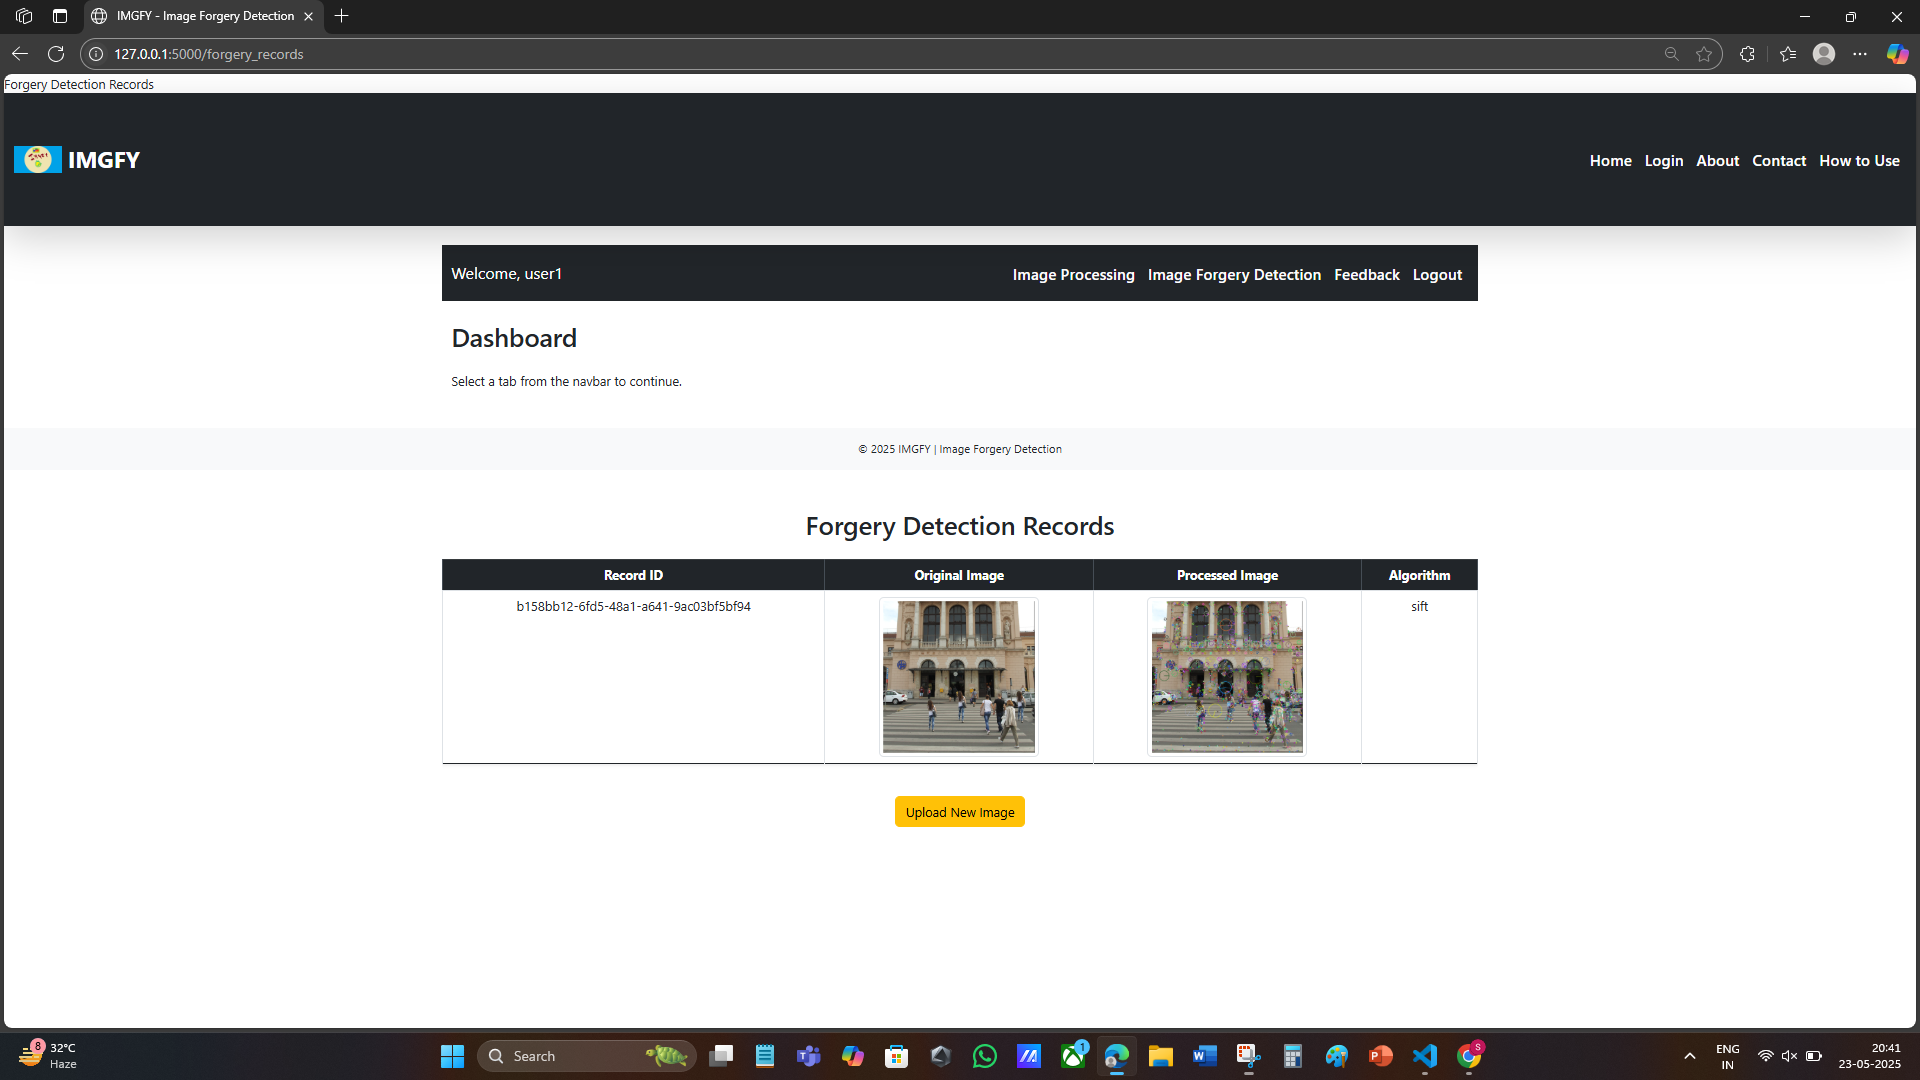 IMGFY - Image Forgery Detection
127.0.0.1:5000/forgery_records
Forgery Detection Records
IMGFY
Home Login About Contact How to Use
Welcome, user1
Image Processing Image Forgery Detection Feedback Logout
Dashboard
Select a tab from the navbar to continue.
© 2025 IMGFY | Image Forgery Detection
Forgery Detection Records
Record ID Original Image Processed Image Algorithm
b158bb12-6fd5-48a1-a641-9ac03bf5bf94 sift
Upload New Image
8
32°C
Haze
Search
1
S
ENG
IN
20:41
23-05-2025